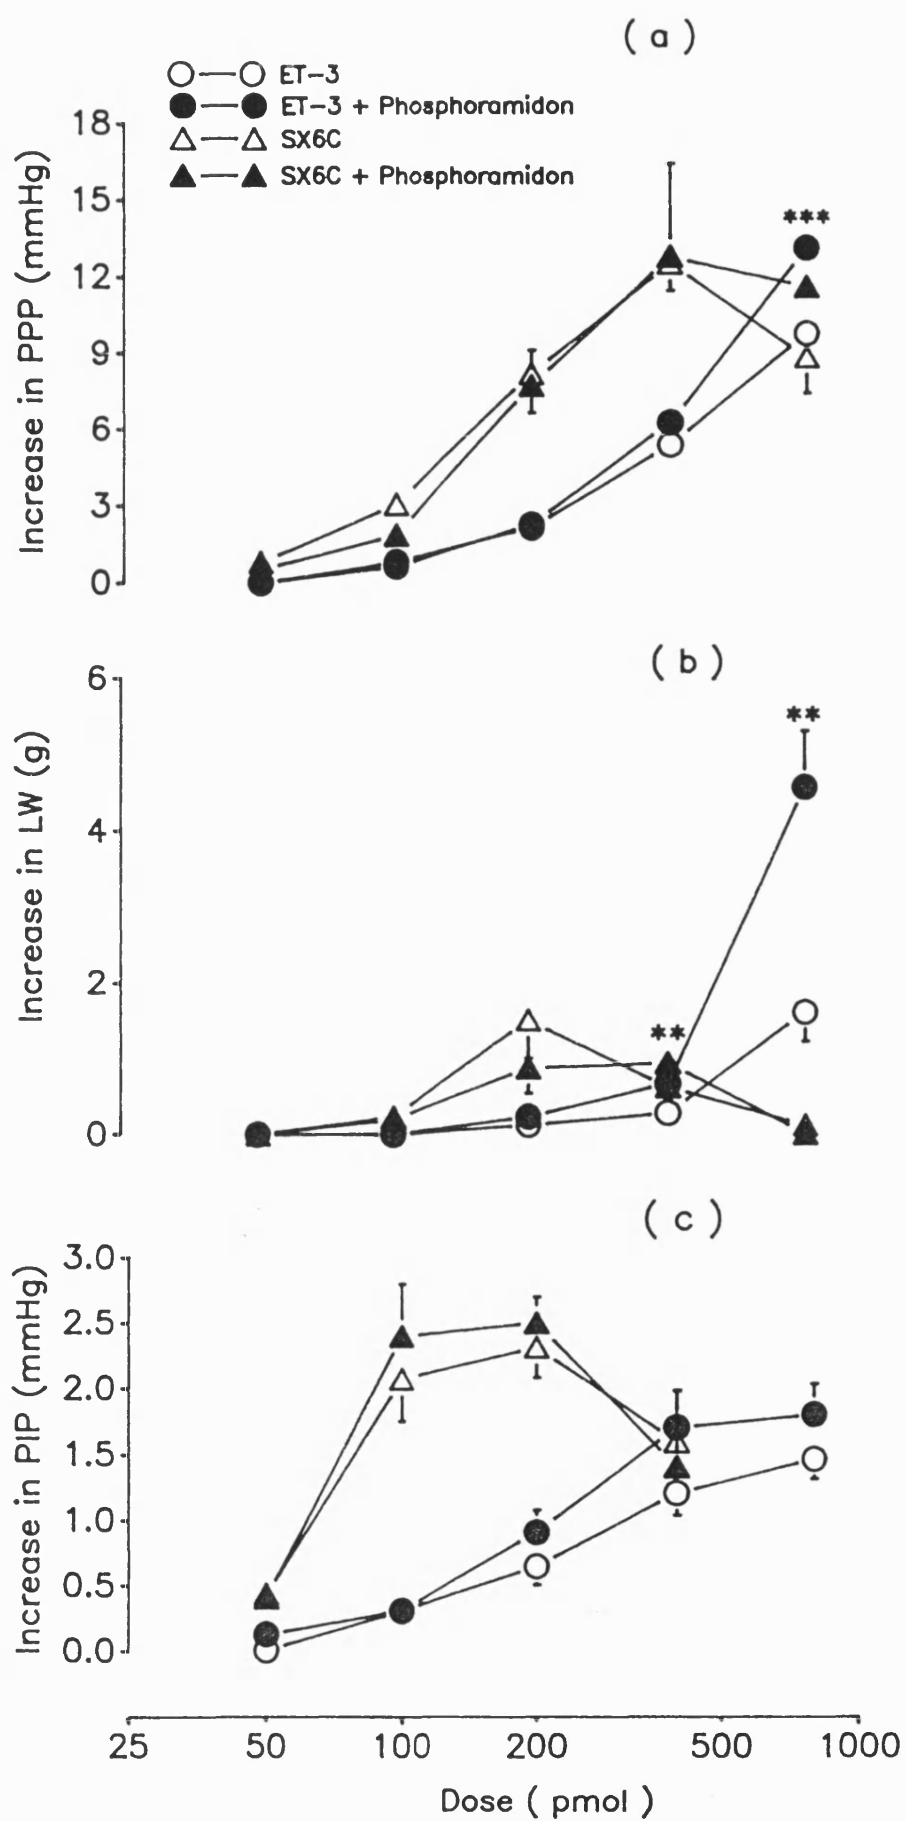 ( a )
ET-3
ET-3 + Phosphoramidon
SX6C
SX6C + Phosphoramidon
Increase in PPP (mmHg)
18
15
12
9
6
3
0
***
( b )
Increase in LW (g)
6
4
2
0
**
**
( c )
Increase in PIP (mmHg)
3.0
2.5
2.0
1.5
1.0
0.5
0.0
25 50 100 200 500 1000
Dose ( pmol )